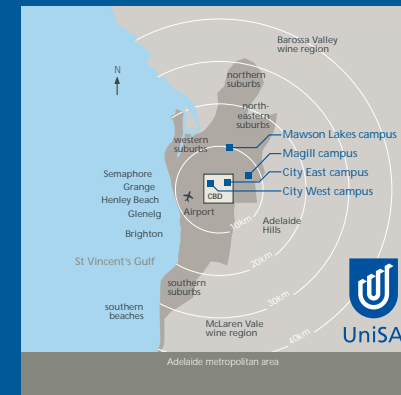 Barossa Valley
wine region
N
northern
suburbs
north-
eastern
suburbs
Mawson Lakes campus
western
suburbs
Magill campus
City East campus
City West campus
CBD
Semaphore
Grange
Henley Beach
Glenelg
Airport
Brighton
10km
Adelaide
Hills
St Vincent's Gulf
20km
southern
suburbs
30km
southern
beaches
McLaren Vale
wine region
40km
UniSA
Adelaide metropolitan area